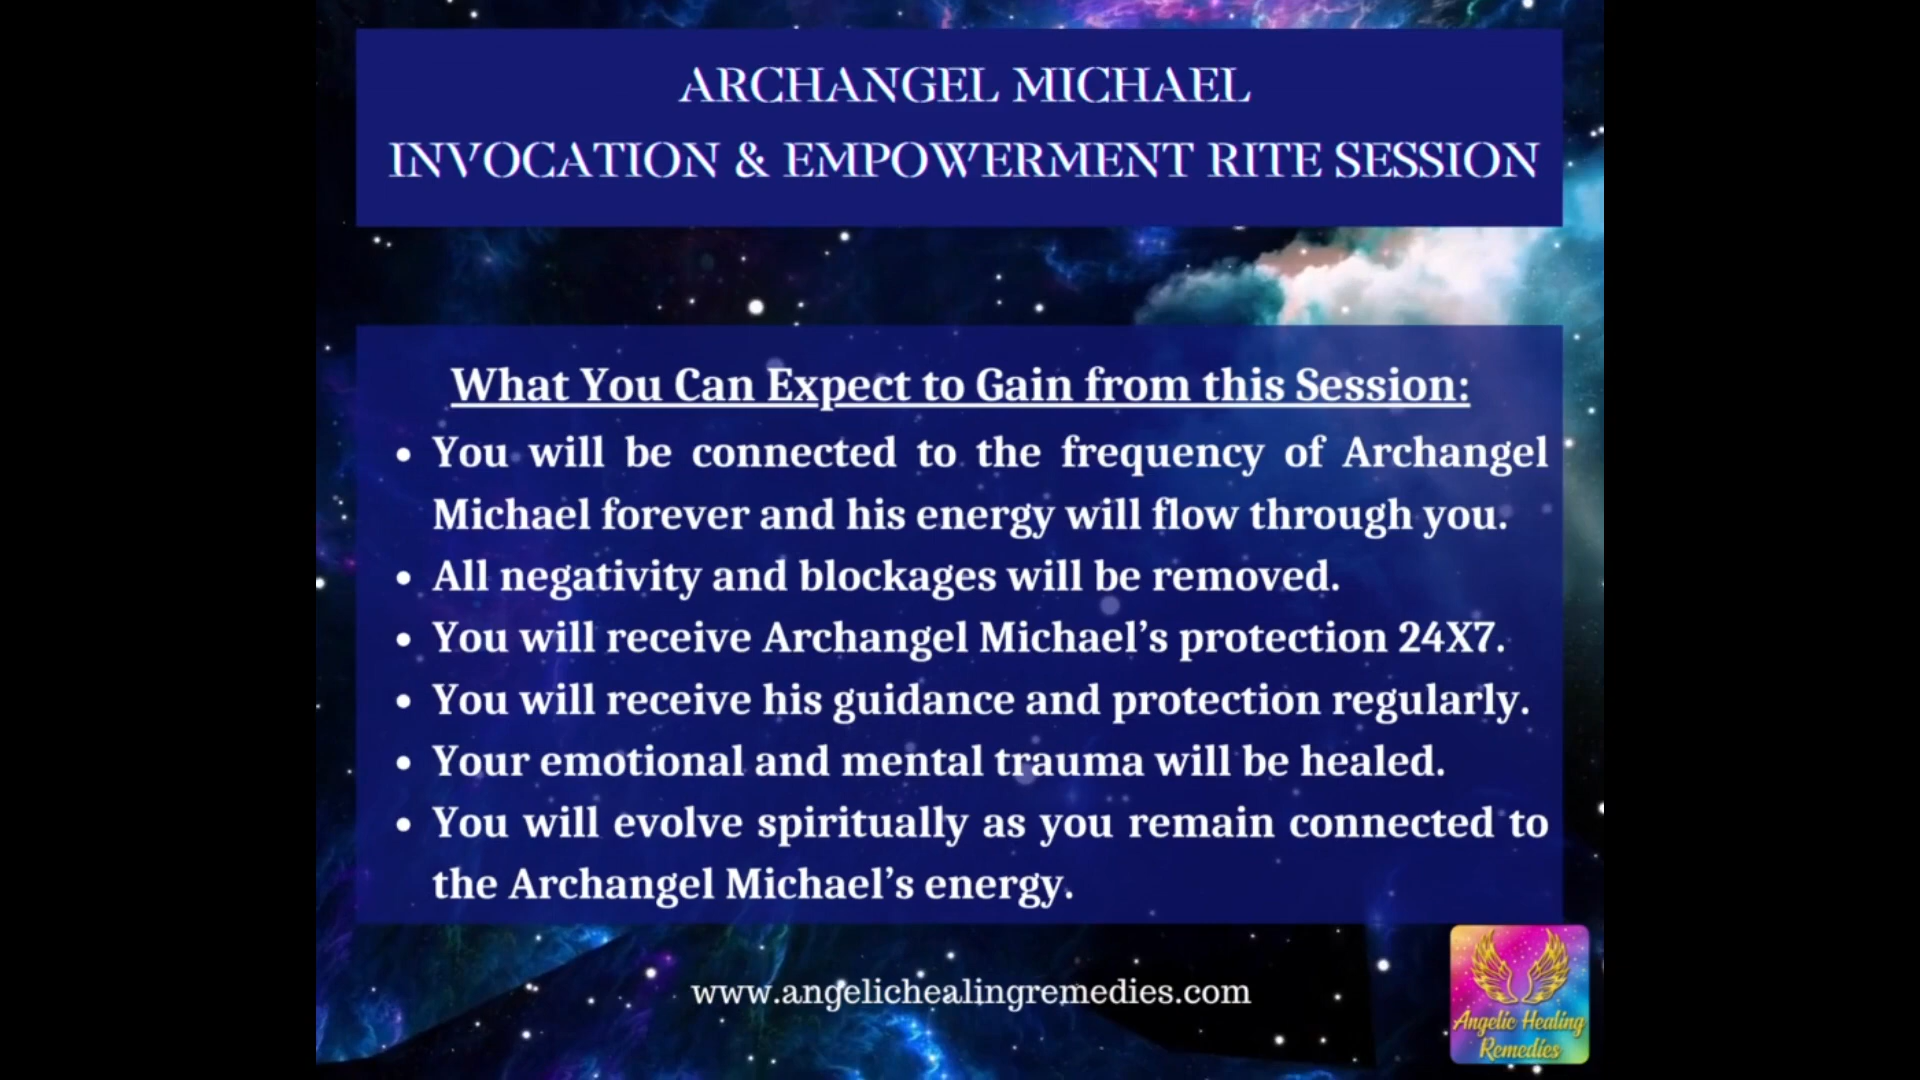 ARCHANGEL MICHAEL
INVOCATION & EMPOWERMENT RITE SESSION
What You Can Expect to Gain from this Session:
• You will be connected to the frequency of Archangel
Michael forever and his energy will flow through you.
• All negativity and blockages will be removed.
• You will receive Archangel Michael’s protection 24X7.
• You will receive his guidance and protection regularly.
• Your emotional and mental trauma will be healed.
• You will evolve spiritually as you remain connected to
the Archangel Michael’s energy.
www.angelichealingremedies.com
Angelic Healing
Remedies